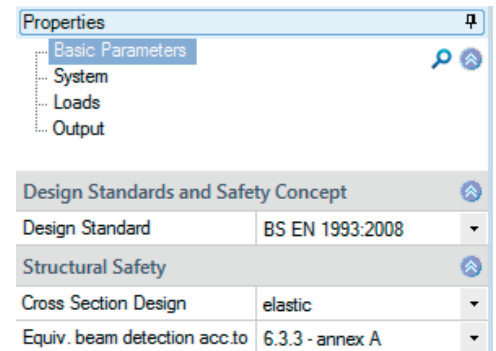 Properties
Basic Parameters
System
Loads
Output
Design Standards and Safety Concept
Design Standard BS EN 1993:2008
Structural Safety
Cross Section Design elastic
Equiv. beam detection acc.to 6.3.3 - annex A